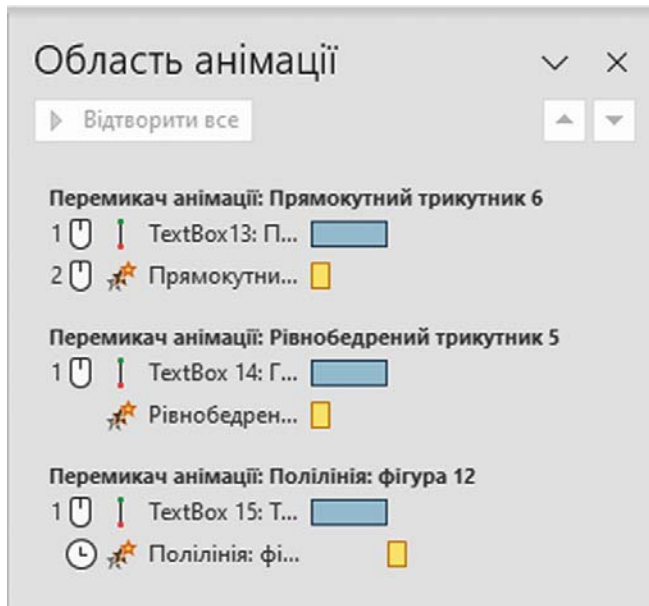 Область анімації
Відтворити все
Перемикач анімації: Прямокутний трикутник 6
1 TextBox13: П...
2 Прямокутни...
Перемикач анімації: Рівнобедрений трикутник 5
1 TextBox 14: Г...
Рівнобедрен...
Перемикач анімації: Полілінія: фігура 12
1 TextBox 15: Т...
Полілінія: фі...